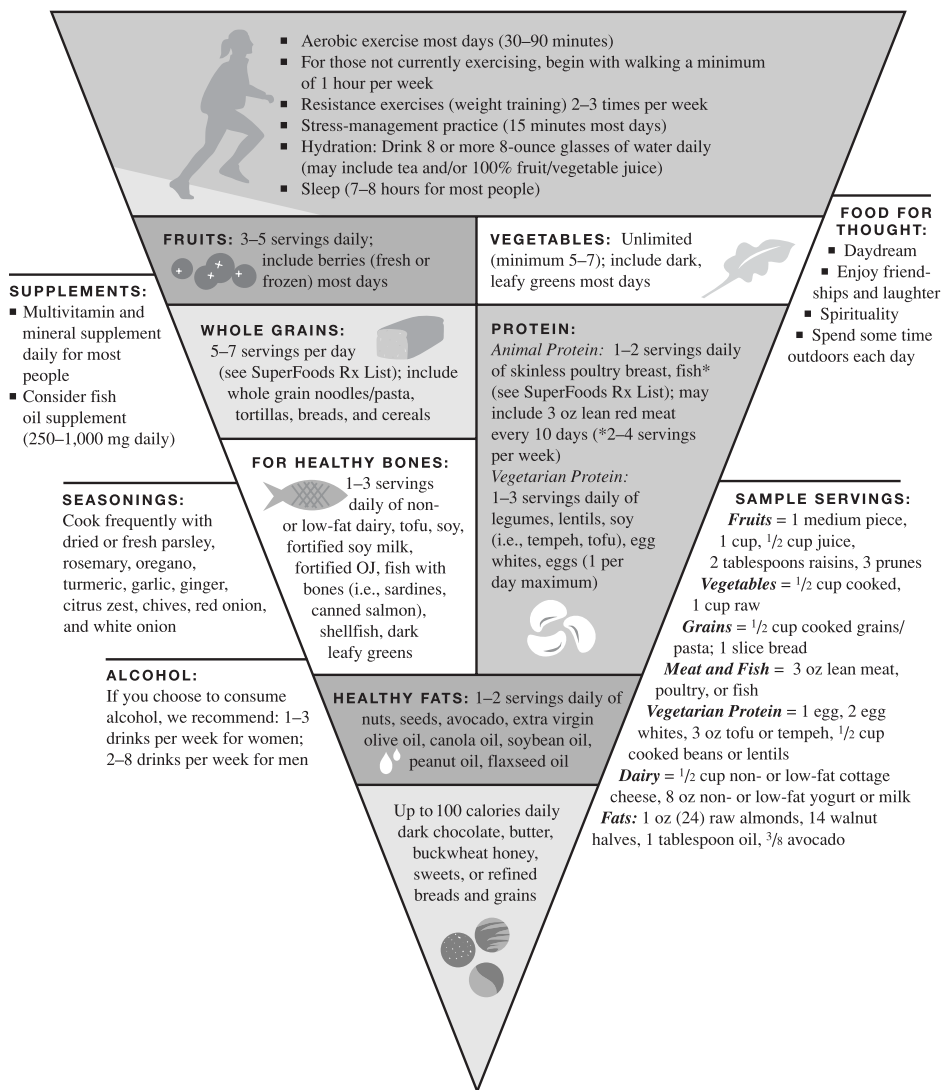 ■ Aerobic exercise most days (30–90 minutes)
■ For those not currently exercising, begin with walking a minimum
of 1 hour per week
■ Resistance exercises (weight training) 2–3 times per week
■ Stress-management practice (15 minutes most days)
■ Hydration: Drink 8 or more 8-ounce glasses of water daily
(may include tea and/or 100% fruit/vegetable juice)
■ Sleep (7–8 hours for most people)
FRUITS: 3–5 servings daily;
include berries (fresh or
frozen) most days
VEGETABLES: Unlimited
(minimum 5–7); include dark,
leafy greens most days
FOOD FOR
THOUGHT:
■ Daydream
■ Enjoy friend-
ships and laughter
■ Spirituality
■ Spend some time
outdoors each day
SUPPLEMENTS:
■ Multivitamin and
mineral supplement
daily for most
people
■ Consider fish
oil supplement
(250–1,000 mg daily)
WHOLE GRAINS:
5–7 servings per day
(see SuperFoods Rx List); include
whole grain noodles/pasta,
tortillas, breads, and cereals
PROTEIN:
Animal Protein: 1–2 servings daily
of skinless poultry breast, fish*
(see SuperFoods Rx List); may
include 3 oz lean red meat
every 10 days (*2–4 servings
per week)
Vegetarian Protein:
1–3 servings daily of
legumes, lentils, soy
(i.e., tempeh, tofu), egg
whites, eggs (1 per
day maximum)
FOR HEALTHY BONES:
1–3 servings
daily of non-
or low-fat dairy, tofu, soy,
fortified soy milk,
fortified OJ, fish with
bones (i.e., sardines,
canned salmon),
shellfish, dark
leafy greens
SEASONINGS:
Cook frequently with
dried or fresh parsley,
rosemary, oregano,
turmeric, garlic, ginger,
citrus zest, chives, red onion,
and white onion
SAMPLE SERVINGS:
Fruits = 1 medium piece,
1 cup, 1/2 cup juice,
2 tablespoons raisins, 3 prunes
Vegetables = 1/2 cup cooked,
1 cup raw
Grains = 1/2 cup cooked grains/
pasta; 1 slice bread
Meat and Fish = 3 oz lean meat,
poultry, or fish
Vegetarian Protein = 1 egg, 2 egg
whites, 3 oz tofu or tempeh, 1/2 cup
cooked beans or lentils
Dairy = 1/2 cup non- or low-fat cottage
cheese, 8 oz non- or low-fat yogurt or milk
Fats: 1 oz (24) raw almonds, 14 walnut
halves, 1 tablespoon oil, 3/8 avocado
ALCOHOL:
If you choose to consume
alcohol, we recommend: 1–3
drinks per week for women;
2–8 drinks per week for men
HEALTHY FATS: 1–2 servings daily of
nuts, seeds, avocado, extra virgin
olive oil, canola oil, soybean oil,
peanut oil, flaxseed oil
Up to 100 calories daily
dark chocolate, butter,
buckwheat honey,
sweets, or refined
breads and grains